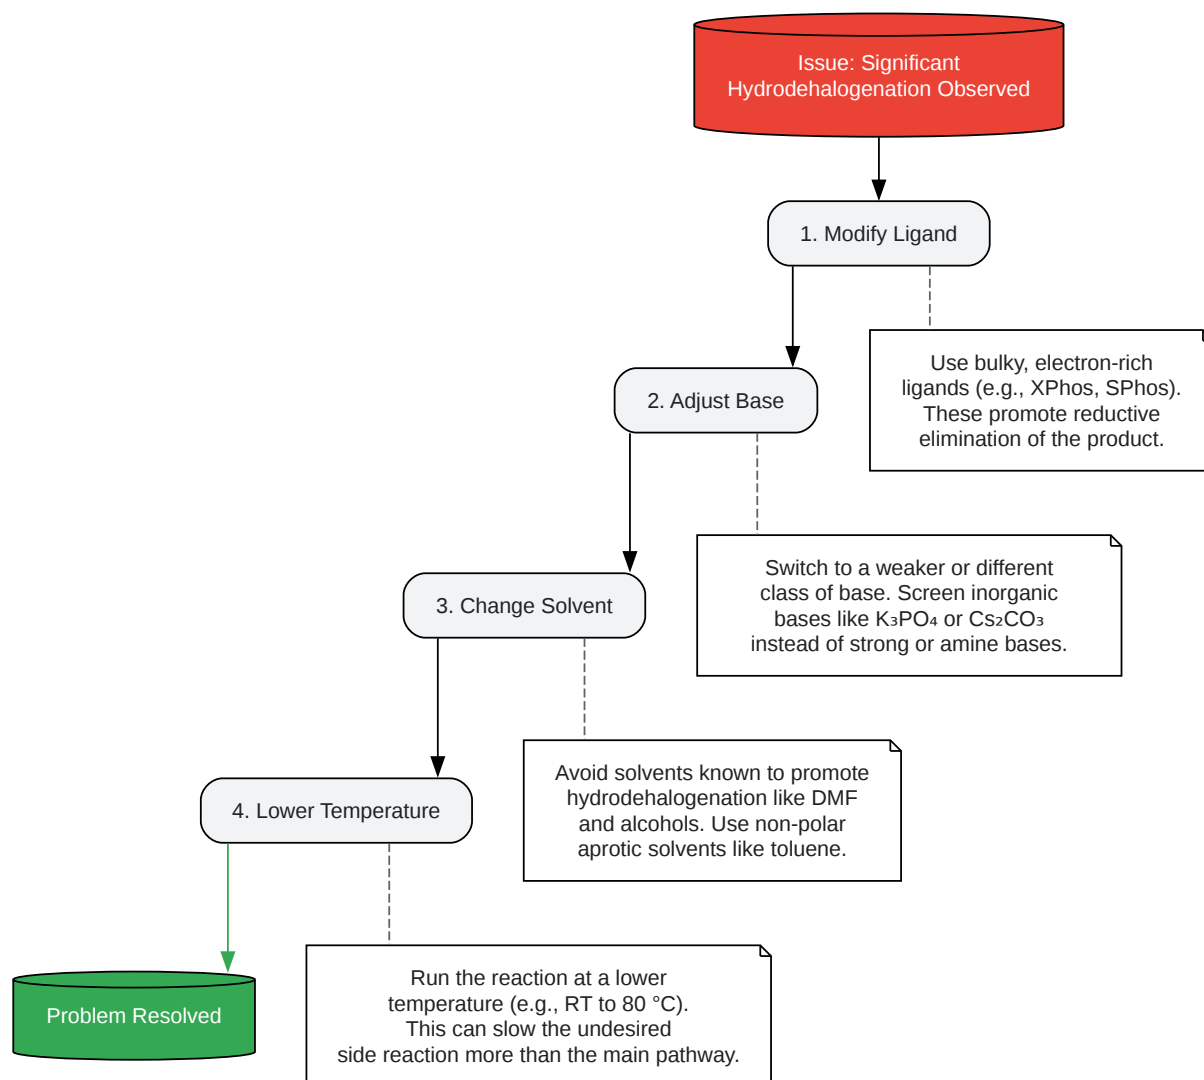 Issue: Significant
Hydrodehalogenation Observed
1. Modify Ligand
Use bulky, electron-rich
ligands (e.g., XPhos, SPhos).
These promote reductive
elimination of the product.
2. Adjust Base
Switch to a weaker or different
class of base. Screen inorganic
bases like K₃PO₄ or Cs₂CO₃
instead of strong or amine bases.
3. Change Solvent
Avoid solvents known to promote
hydrodehalogenation like DMF
and alcohols. Use non-polar
aprotic solvents like toluene.
4. Lower Temperature
Run the reaction at a lower
temperature (e.g., RT to 80 °C).
This can slow the undesired
side reaction more than the main pathway.
Problem Resolved